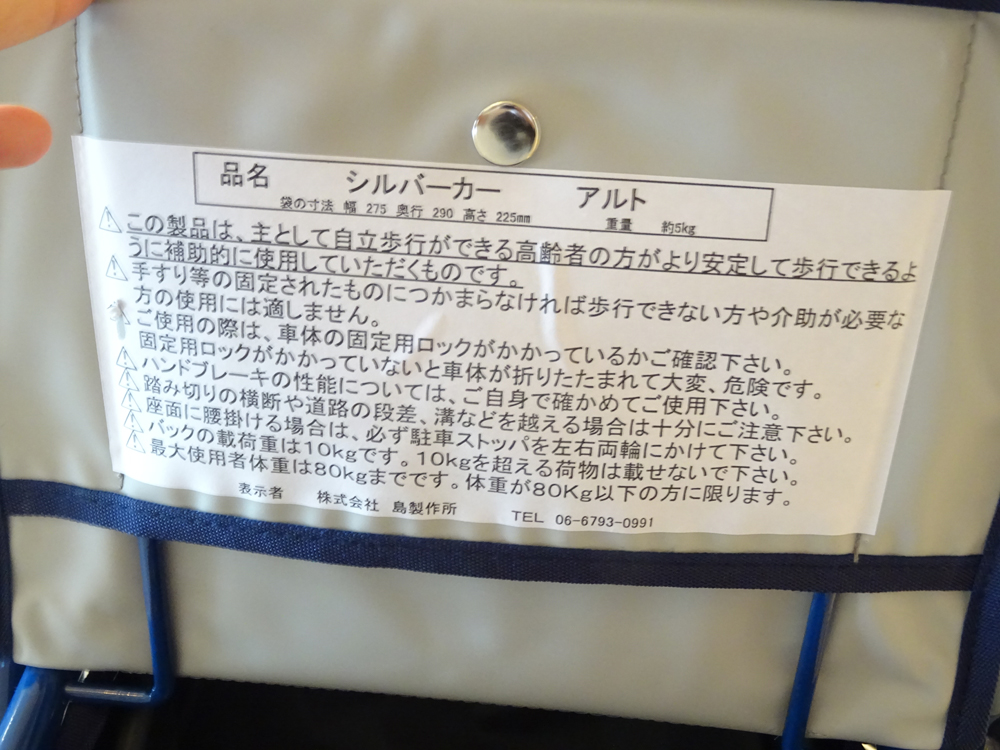 品名 シルバーカー アルト
袋の寸法 幅 275 奥行 290 高さ 225mm 重量 約5kg
この製品は、主として自立歩行ができる高齢者の方がより安定して歩行できるよ
うに補助的に使用していただくものです。
手すり等の固定されたものにつかまらなければ歩行できない方や介助が必要な
方の使用には適しません。
ご使用の際は、車体の固定用ロックがかかっているかご確認下さい。
固定用ロックがかかっていないと車体が折りたたまれて大変、危険です。
ハンドブレーキの性能については、ご自身で確かめてご使用下さい。
踏み切りの横断や道路の段差、溝などを越える場合は十分にご注意下さい。
座面に腰掛ける場合は、必ず駐車ストッパを左右両輪にかけて下さい。
バックの載荷重は10kgです。10kgを超える荷物は載せないで下さい。
最大使用者体重は80kgまでです。体重が80Kg以下の方に限ります。
表示者 株式会社 島製作所 TEL 06-6793-0991